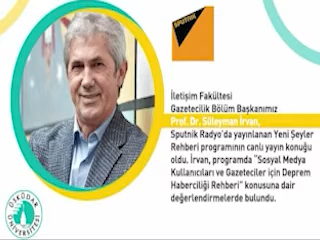 SPUTNIK
İletişim Fakültesi
Gazetecilik Bölüm Başkanımız
Prof. Dr. Süleyman İrvan,
Sputnik Radyo'da yayınlanan Yeni Şeyler
Rehberi programının canlı yayın konuğu
oldu. İrvan, programda "Sosyal Medya
Kullanıcıları ve Gazeteciler için Deprem
Haberciliği Rehberi" konusuna dair
değerlendirmelerde bulundu.
ÜSKÜDAR
ÜNİVERSİTESİ